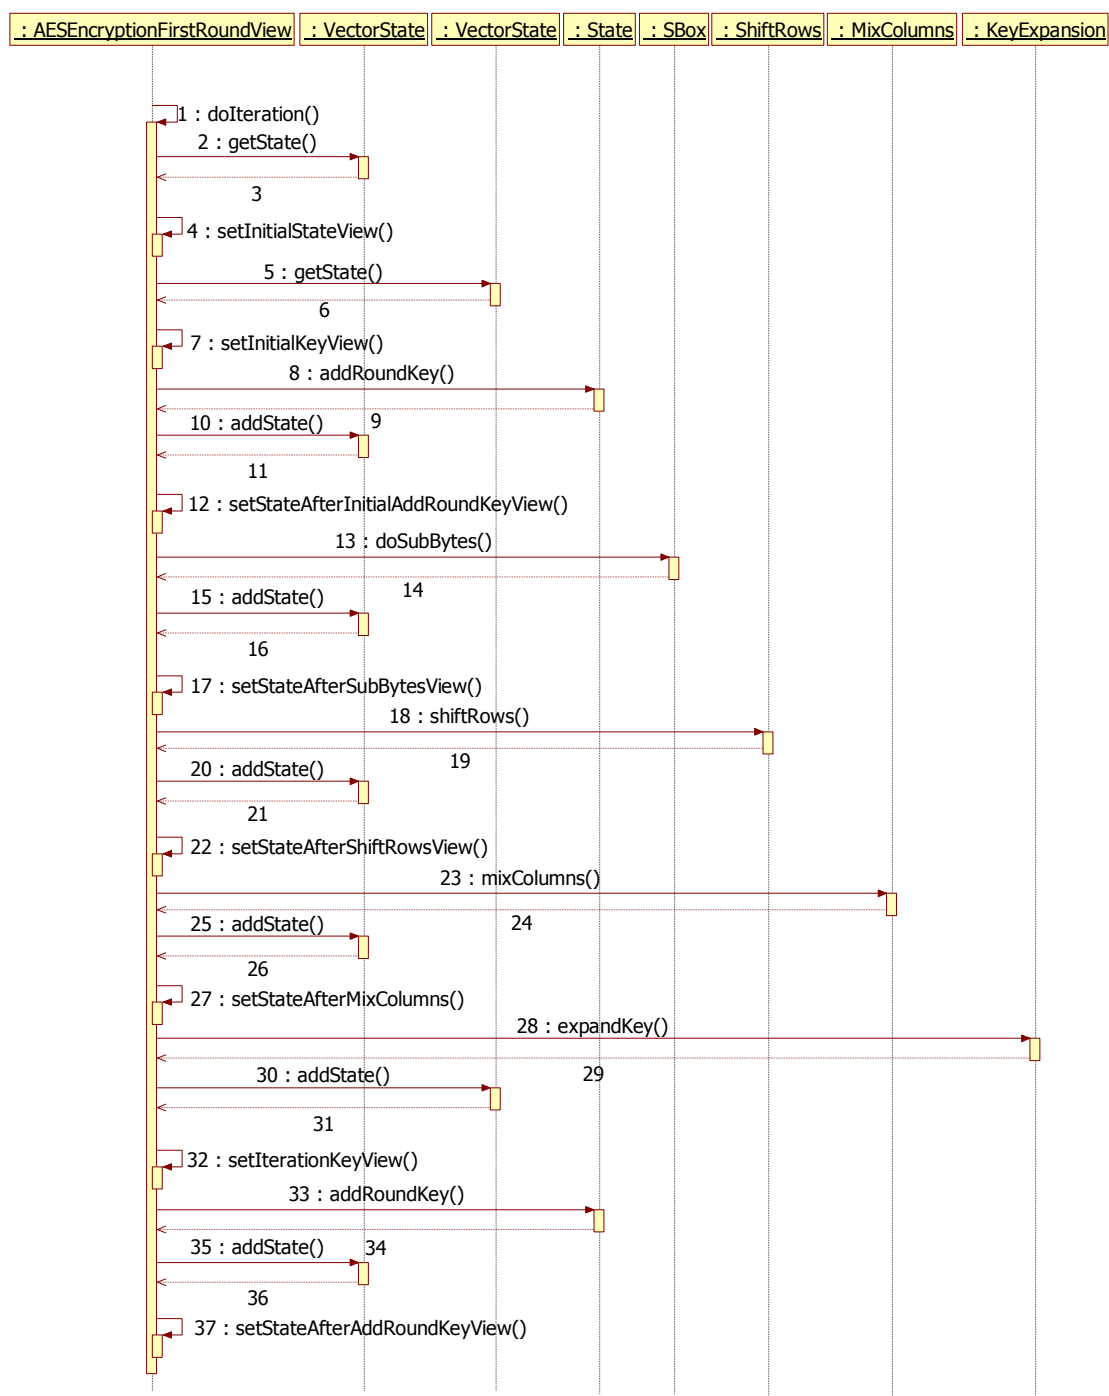 : AESEncryptionFirstRoundView : VectorState : VectorState : State : SBox : ShiftRows : MixColumns : KeyExpansion
1 : doIteration()
2 : getState()
3
4 : setInitialStateView()
5 : getState()
6
7 : setInitialKeyView()
8 : addRoundKey()
9
10 : addState()
11
12 : setStateAfterInitialAddRoundKeyView()
13 : doSubBytes()
14
15 : addState()
16
17 : setStateAfterSubBytesView()
18 : shiftRows()
19
20 : addState()
21
22 : setStateAfterShiftRowsView()
23 : mixColumns()
24
25 : addState()
26
27 : setStateAfterMixColumns()
28 : expandKey()
29
30 : addState()
31
32 : setIterationKeyView()
33 : addRoundKey()
34
35 : addState()
36
37 : setStateAfterAddRoundKeyView()